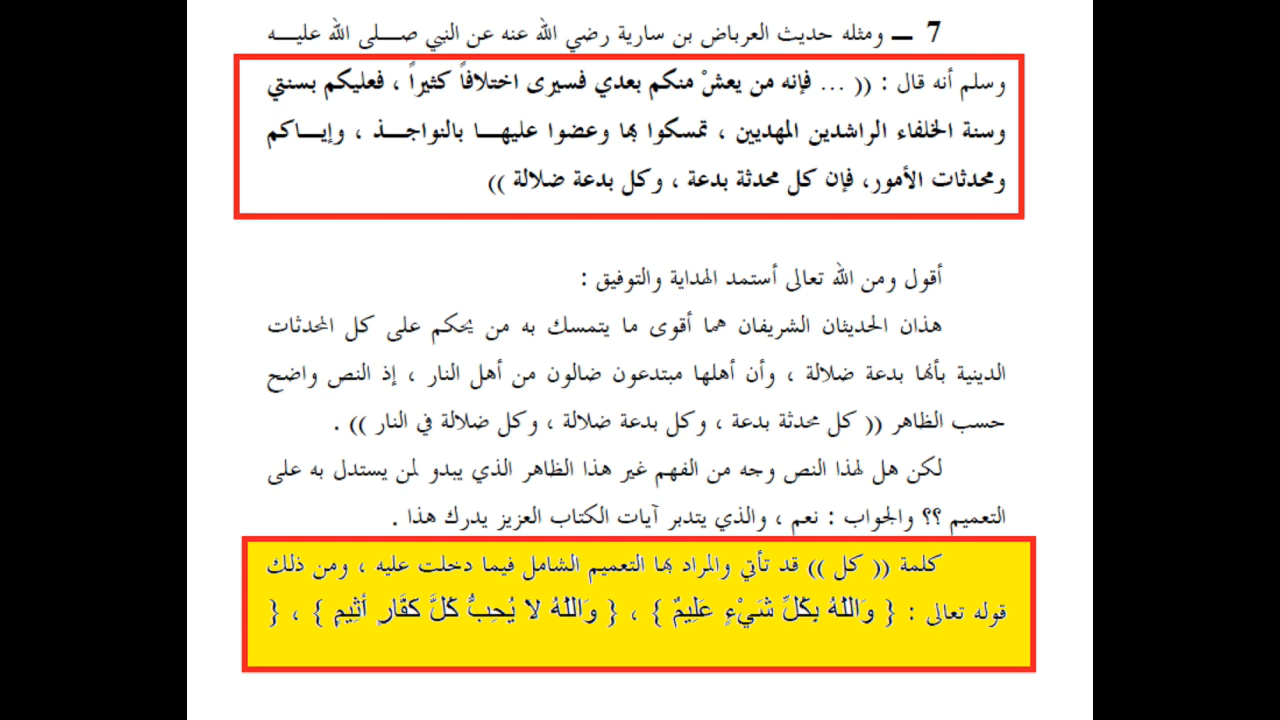 7 ـــ ومثله حديث العرباض بن سارية رضي الله عنه عن النبي صـــلى الله عليـــه
وسلم أنه قال : (( ... فإنه من يعشْ منكم بعدي فسيرى اختلافاً كثيراً ، فعليكم بسنتي
وسنة الخلفاء الراشدين المهديين ، تمسكوا بها وعضوا عليهـــا بالنواجـــذ ، وإيـــاكم
ومحدثات الأمور، فإن كل محدثة بدعة ، وكل بدعة ضلالة ))
أقول ومن الله تعالى أستمد الهداية والتوفيق :
هذان الحديثان الشريفان هما أقوى ما يتمسك به من يحكم على كل المحدثات
الدينية بأنها بدعة ضلالة ، وأن أهلها مبتدعون ضالون من أهل النار ، إذ النص واضح
حسب الظاهر (( كل محدثة بدعة ، وكل بدعة ضلالة ، وكل ضلالة في النار )) .
لكن هل لهذا النص وجه من الفهم غير هذا الظاهر الذي يبدو لمن يستدل به على
التعميم ؟؟ والجواب : نعم ، والذي يتدبر آيات الكتاب العزيز يدرك هذا .
كلمة (( كل )) قد تأتي والمراد بها التعميم الشامل فيما دخلت عليه ، ومن ذلك
قوله تعالى : { وَاللهُ بِكُلِّ شَيْءٍ عَلِيمٌ } ، { وَاللهُ لا يُحِبُّ كُلَّ كَفَّارٍ أَثِيمٍ } ، {